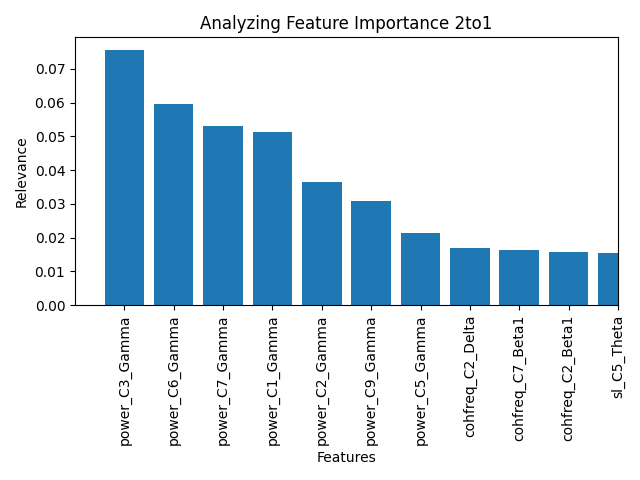 Analyzing Feature Importance 2to1
Relevance
0.07
0.06
0.05
0.04
0.03
0.02
0.01
0.00
power_C3_Gamma
power_C6_Gamma
power_C7_Gamma
power_C1_Gamma
power_C2_Gamma
power_C9_Gamma
power_C5_Gamma
cohfreq_C2_Delta
cohfreq_C7_Beta1
cohfreq_C2_Beta1
sl_C5_Theta
Features